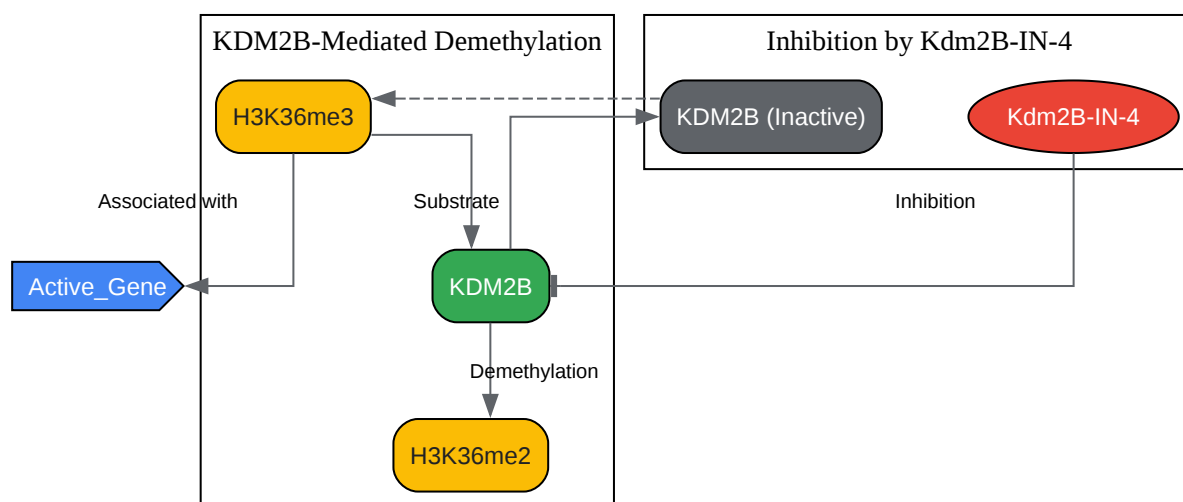 KDM2B-Mediated Demethylation
Inhibition by Kdm2B-IN-4
H3K36me3
KDM2B (Inactive)
Kdm2B-IN-4
Associated with
Substrate
Inhibition
Active_Gene
KDM2B
Demethylation
H3K36me2